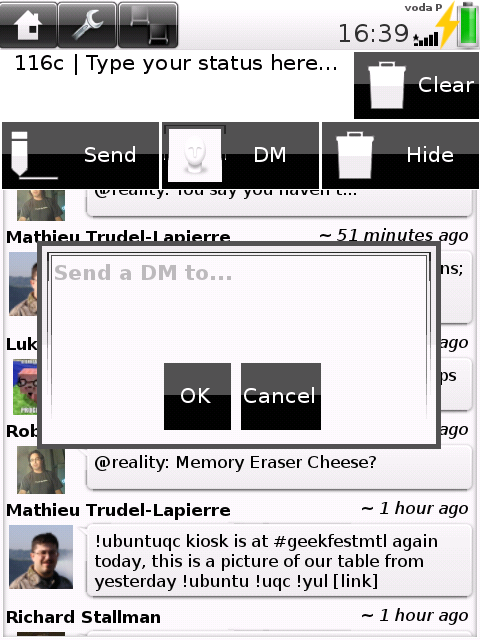 voda P
16:39
116c | Type your status here...
Clear
Send
DM
Hide
@reality: You say you haven't...
Mathieu Trudel-Lapierre
~ 51 minutes ago
ns;
Send a DM to...
Luk
ago
ps
OK
Cancel
Rob
ago
@reality: Memory Eraser Cheese?
Mathieu Trudel-Lapierre
~ 1 hour ago
!ubuntuqc kiosk is at #geekfestmtl again
today, this is a picture of our table from
yesterday !ubuntu !uqc !yul [link]
Richard Stallman
~ 1 hour ago